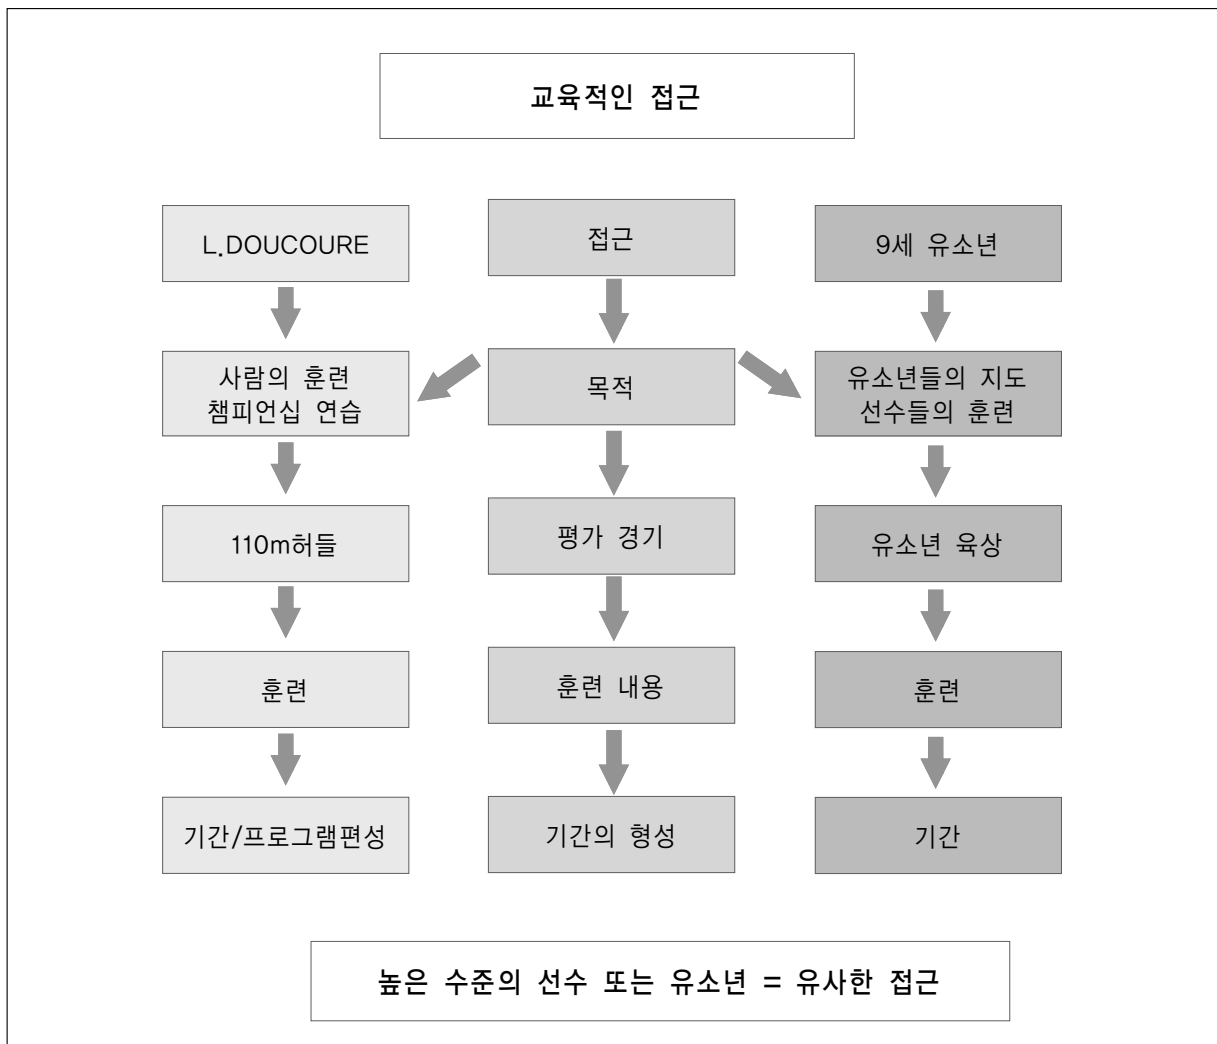 교육적인 접근
L.DOUCOURE
접근
9세 유소년
사람의 훈련
챔피언십 연습
목적
유소년들의 지도
선수들의 훈련
110m허들
평가 경기
유소년 육상
훈련
훈련 내용
훈련
기간/프로그램편성
기간의 형성
기간
높은 수준의 선수 또는 유소년 = 유사한 접근